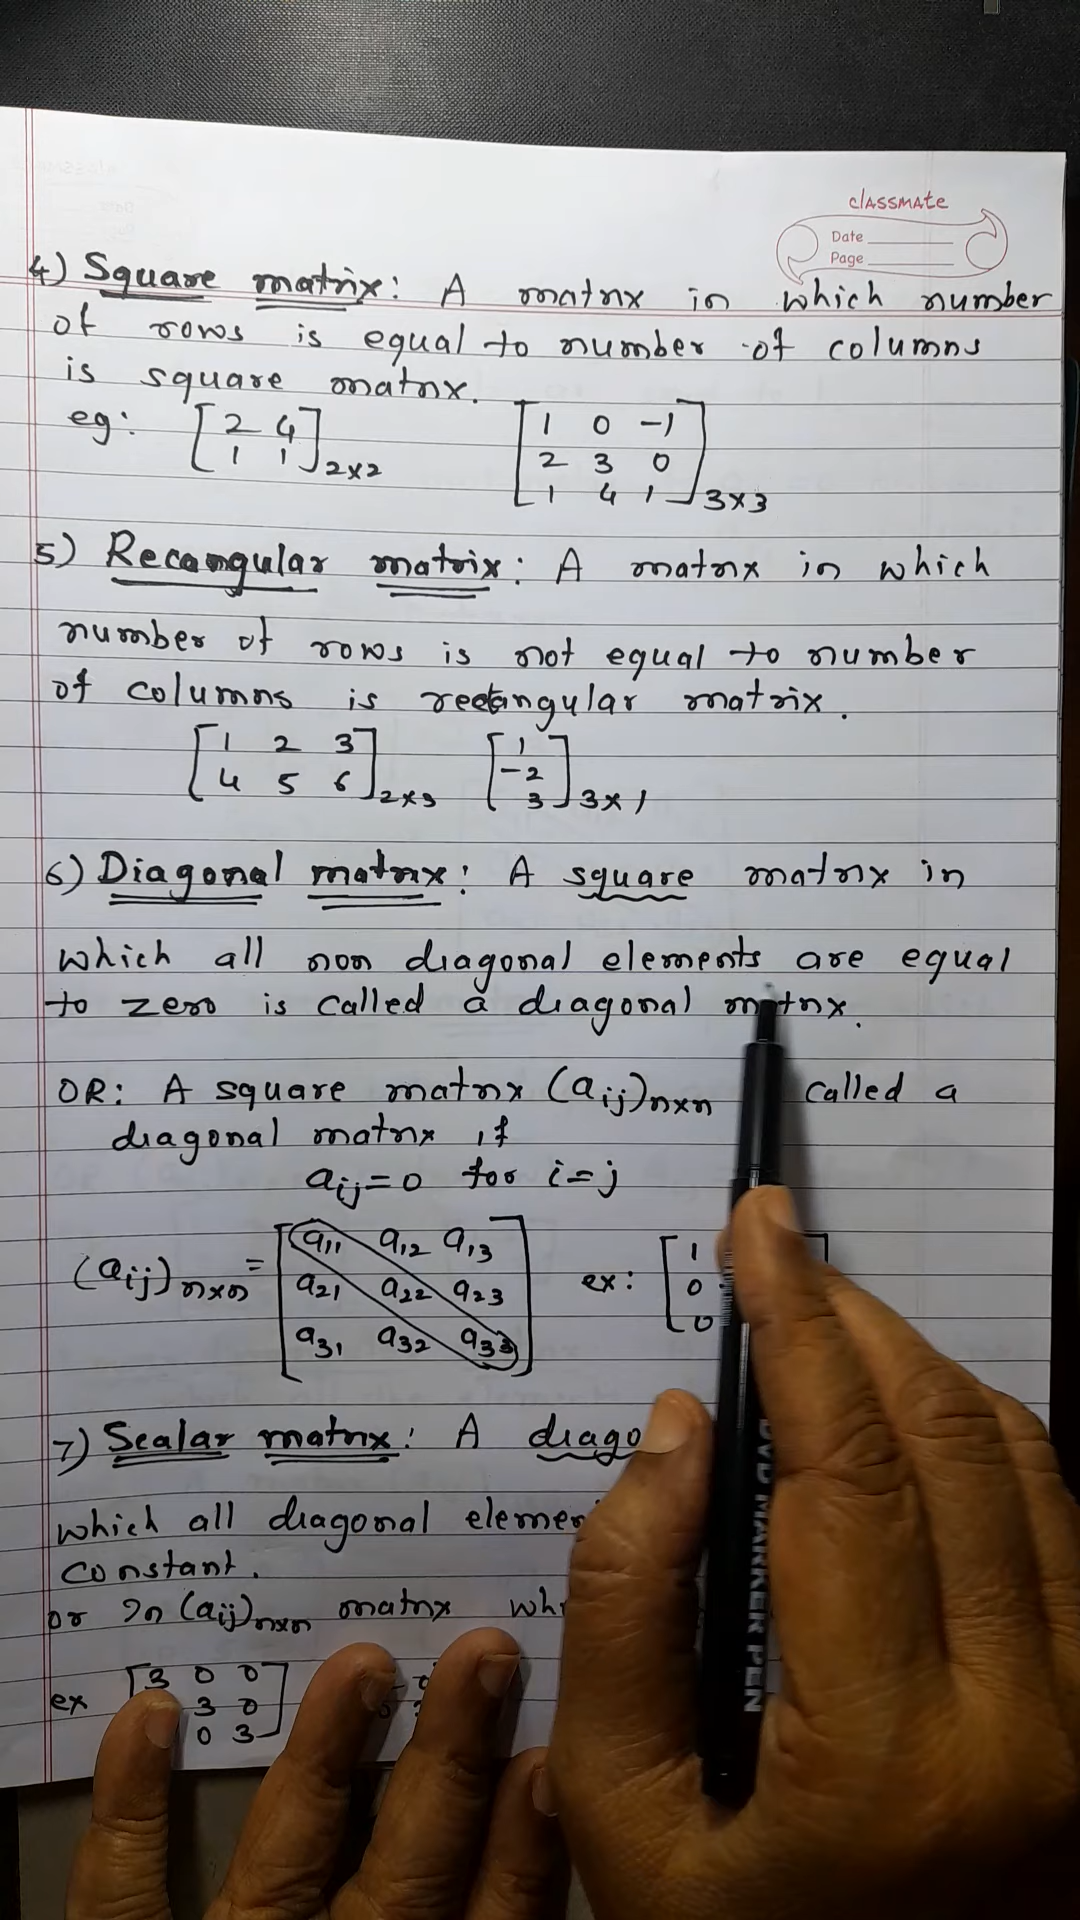 classmate
Date
Page
4) Square matrix: A matrix in which number
of rows is equal to number of columns
is square matrix.
eg: [2 4
1 1]2×2 [1 0 -1
2 3 0
1 4 1]3×3
5) Recangular matrix: A matrix in which
number of rows is not equal to number
of columns is rectangular matrix.
[1 2 3
4 5 6]2×3 [1
-2
3]3×1
6) Diagonal matrix: A square matrix in
which all non diagonal elements are equal
to zero is called a diagonal matrix.
OR: A square matrix (aij)n×n called a
diagonal matrix if
aij=0 for i=j
(aij)n×n = [a11 a12 a13
a21 a22 a23
a31 a32 a33] ex: [1
0
0
7) Scalar matrix: A diago
which all diagonal elemen
constant.
or In (aij)n×n matrix whi
ex [3 0 0
3 0
0 3]
DVD MARKER PEN